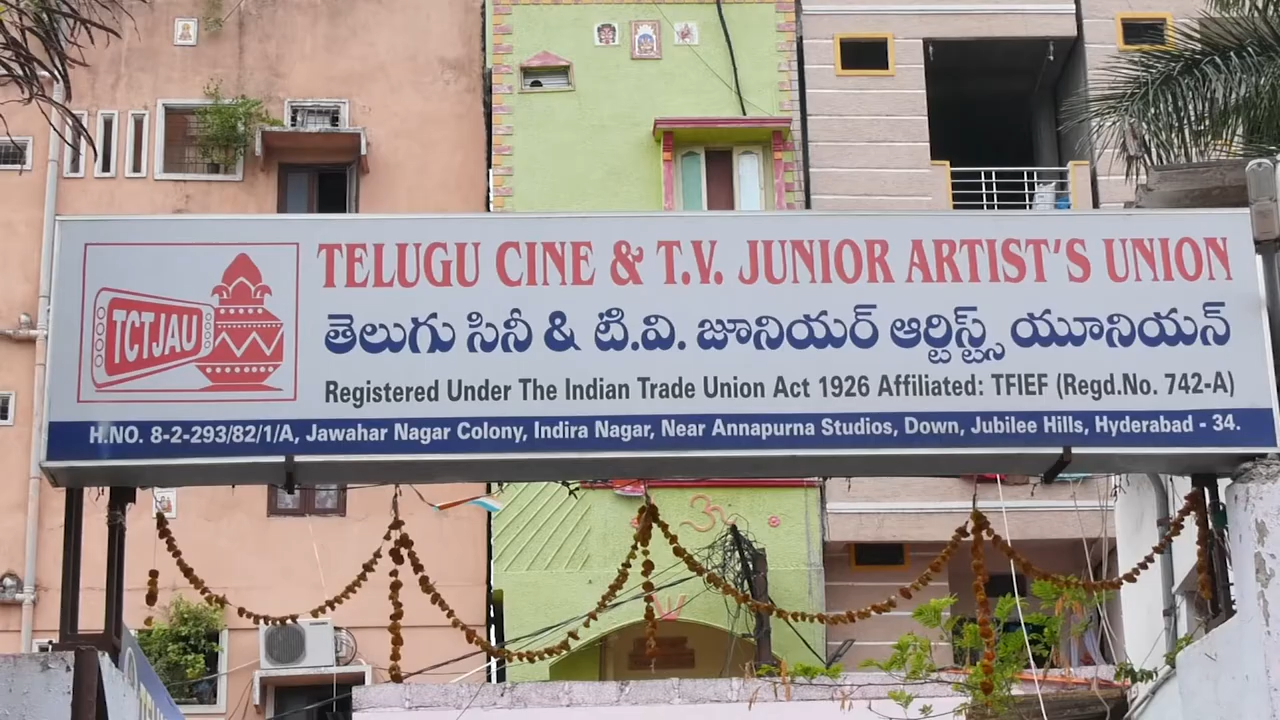 TELUGU CINE & T.V. JUNIOR ARTIST'S UNION
తెలుగు సినీ & టి.వి. జూనియర్ ఆర్టిస్ట్స్ యూనియన్
TCTJAU
Registered Under The Indian Trade Union Act 1926 Affiliated: TFIEF (Regd.No. 742-A)
H.NO. 8-2-293/82/1/A, Jawahar Nagar Colony, Indira Nagar, Near Annapurna Studios, Down, Jubilee Hills, Hyderabad - 34.
ॐ